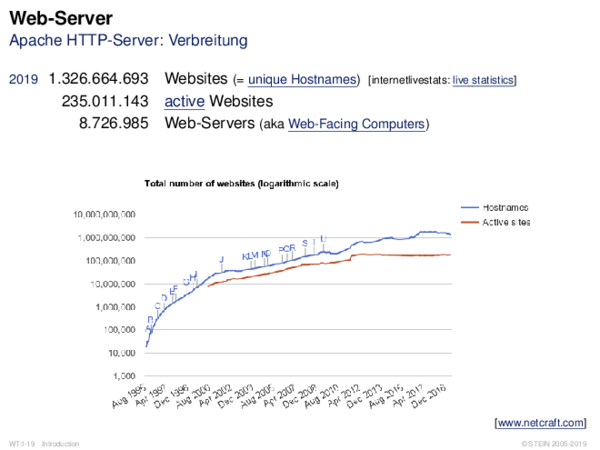 Web-Server
Apache HTTP-Server: Verbreitung
2019 1.326.664.693 Websites (= unique Hostnames) [internetlivestats: live statistics]
235.011.143 active Websites
8.726.985 Web-Servers (aka Web-Facing Computers)
Total number of websites (logarithmic scale)
Hostnames
Active sites
10,000,000,000
1,000,000,000
100,000,000
10,000,000
1,000,000
100,000
10,000
1,000
J
S
U
Aug 1995
Apr 1997
Dec 1998
Aug 2000
Apr 2002
Dec 2003
Aug 2005
Apr 2007
Dec 2008
Aug 2010
Apr 2012
Dec 2013
Aug 2015
Apr 2017
Dec 2018
[www.netcraft.com]
WT:I-19 Introduction
© STEIN 2005-2019